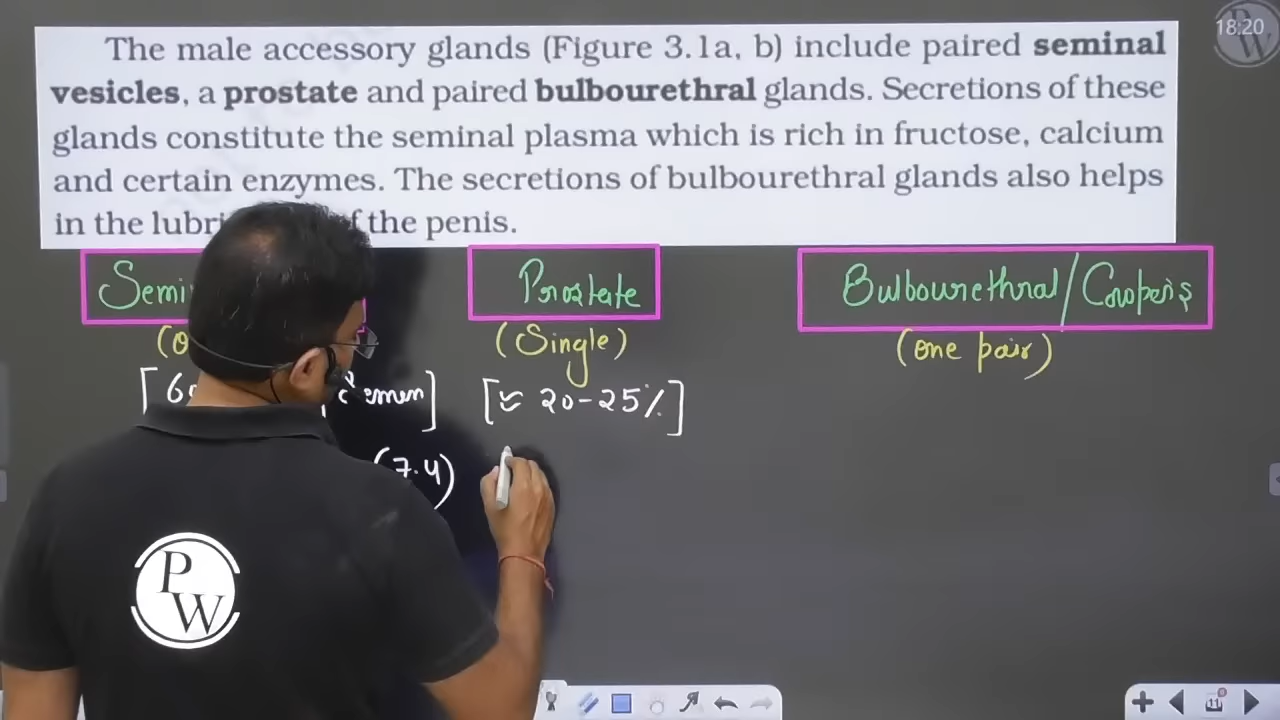 18:20
The male accessory glands (Figure 3.1a, b) include paired seminal
vesicles, a prostate and paired bulbourethral glands. Secretions of these
glands constitute the seminal plasma which is rich in fructose, calcium
and certain enzymes. The secretions of bulbourethral glands also helps
in the of the penis.
Prostate
Bulbourethral/Cowper's
(Single)
(one pair)
[≈ 20-25%]
(7.4)
PW